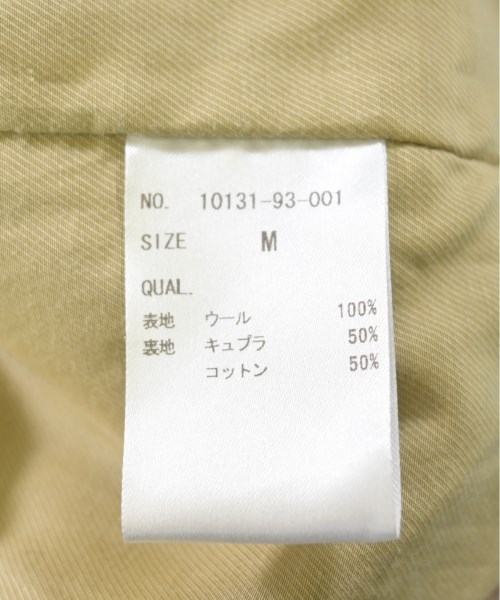 NO. 10131-93-001
SIZE M
QUAL.
表地 ウール 100%
裏地 キュプラ 50%
コットン 50%